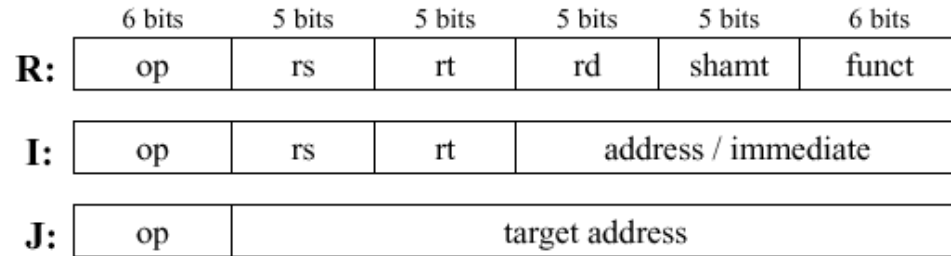 6 bits 5 bits 5 bits 5 bits 5 bits 6 bits
R: op rs rt rd shamt funct
I: op rs rt address / immediate
J: op target address